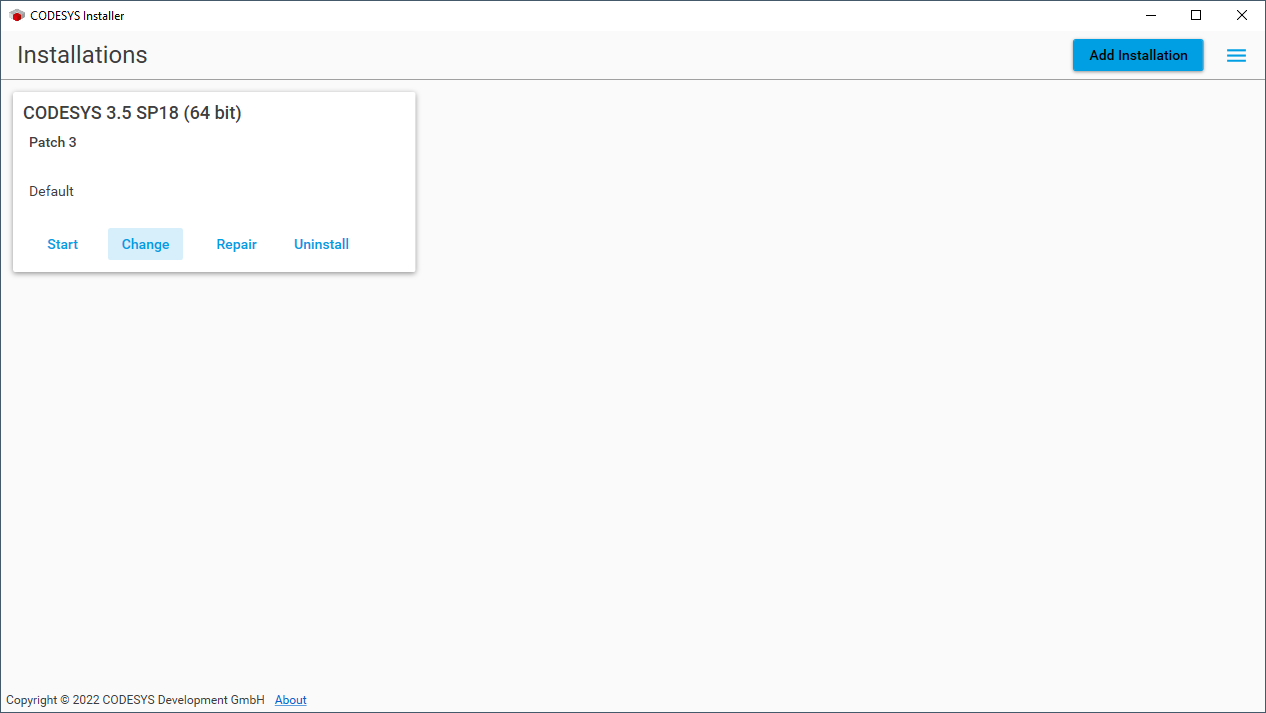 CODESYS Installer
Installations
Add Installation
CODESYS 3.5 SP18 (64 bit)
Patch 3
Default
Start Change Repair Uninstall
Copyright © 2022 CODESYS Development GmbH About